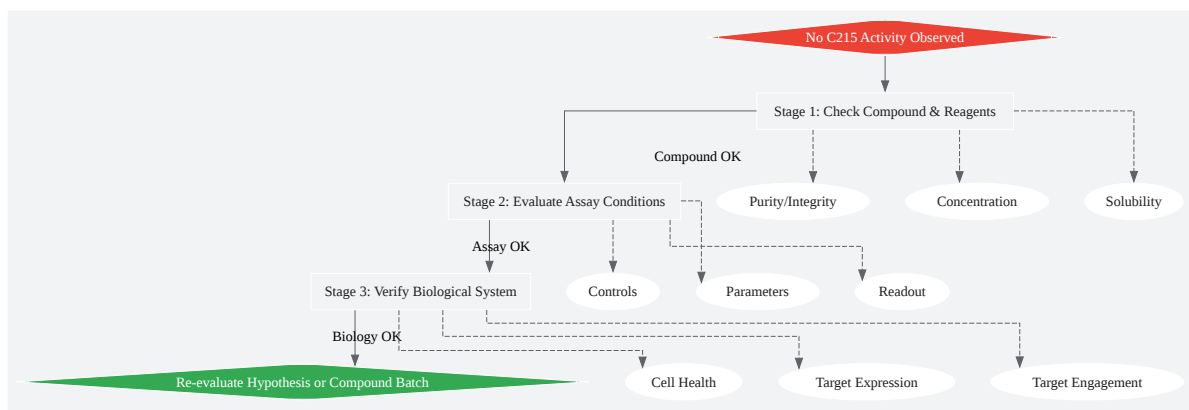 No C215 Activity Observed
Stage 1: Check Compound & Reagents
Compound OK
Purity/Integrity
Concentration
Solubility
Stage 2: Evaluate Assay Conditions
Assay OK
Controls
Parameters
Readout
Stage 3: Verify Biological System
Biology OK
Re-evaluate Hypothesis or Compound Batch
Cell Health
Target Expression
Target Engagement